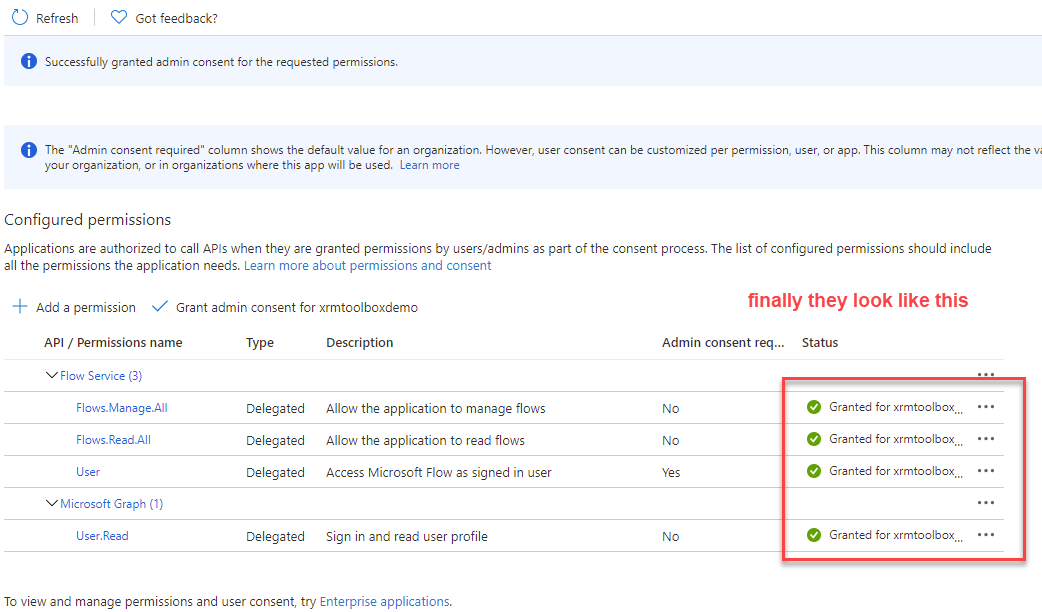 Refresh Got feedback?
Successfully granted admin consent for the requested permissions.
The "Admin consent required" column shows the default value for an organization. However, user consent can be customized per permission, user, or app. This column may not reflect the
your organization, or in organizations where this app will be used. Learn more
Configured permissions
Applications are authorized to call APIs when they are granted permissions by users/admins as part of the consent process. The list of configured permissions should include
all the permissions the application needs. Learn more about permissions and consent
Add a permission Grant admin consent for xrmtoolboxdemo
finally they look like this
API / Permissions name Type Description Admin consent req... Status
Flow Service (3) ...
Flows.Manage.All Delegated Allow the application to manage flows No Granted for xrmtoolbox... ...
Flows.Read.All Delegated Allow the application to read flows No Granted for xrmtoolbox... ...
User Delegated Access Microsoft Flow as signed in user Yes Granted for xrmtoolbox... ...
Microsoft Graph (1) ...
User.Read Delegated Sign in and read user profile No Granted for xrmtoolbox... ...
To view and manage permissions and user consent, try Enterprise applications.